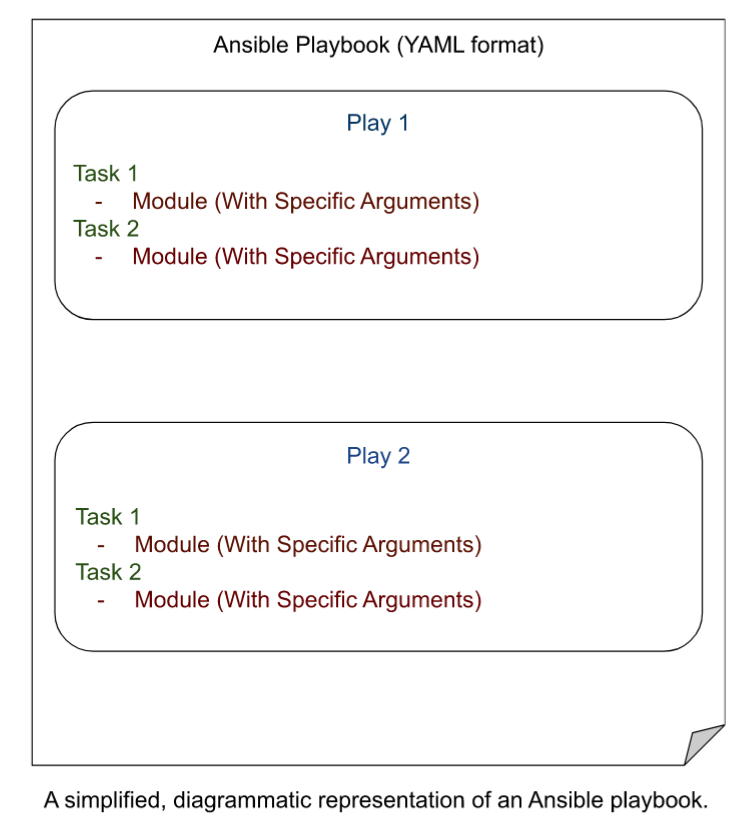 Ansible Playbook (YAML format)
Play 1
Task 1
- Module (With Specific Arguments)
Task 2
- Module (With Specific Arguments)
Play 2
Task 1
- Module (With Specific Arguments)
Task 2
- Module (With Specific Arguments)
A simplified, diagrammatic representation of an Ansible playbook.